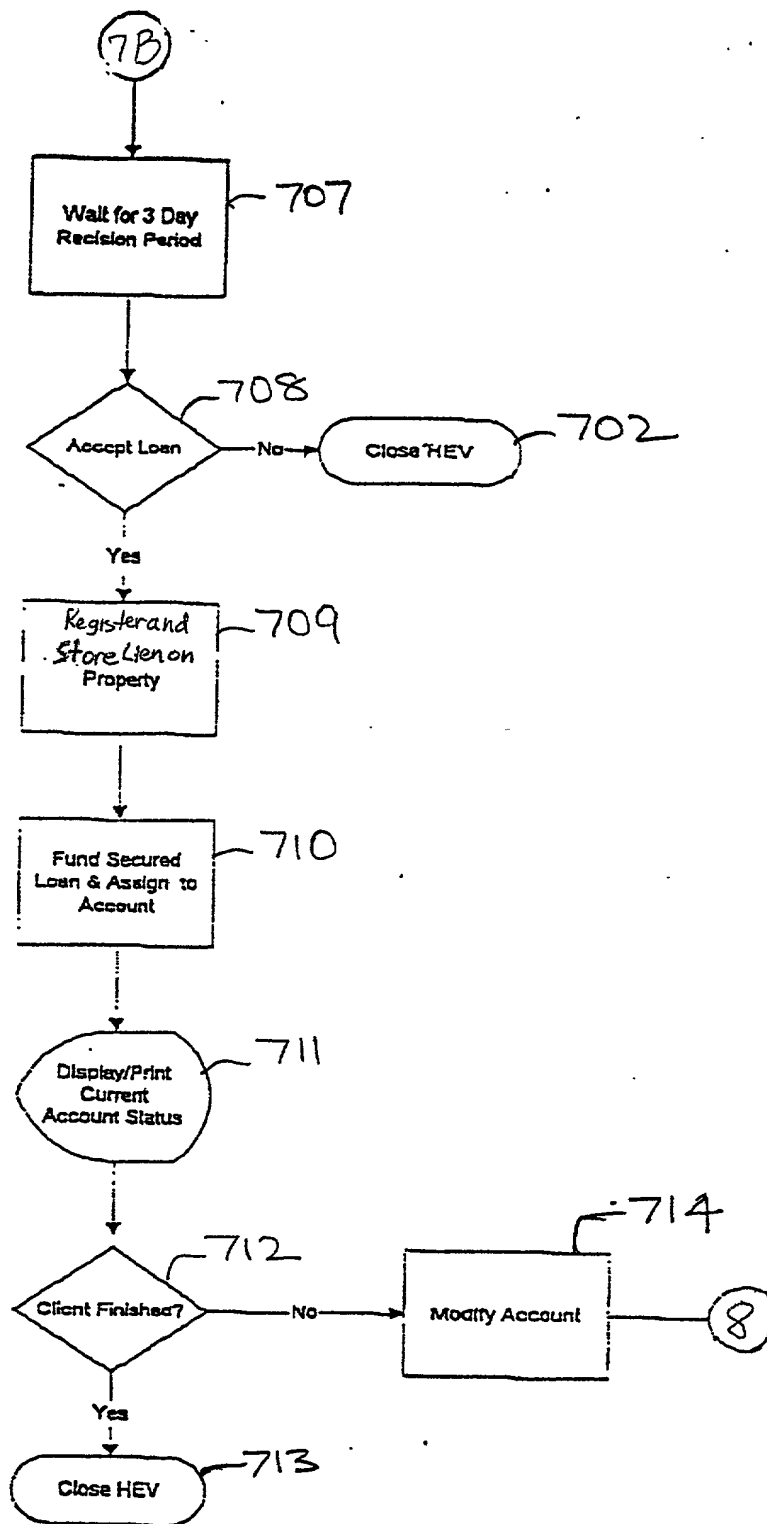 7B
Wait for 3 Day
Recision Period
707
708
Accept Loan
No
Close HEV
702
Yes
Register and
Store Lien on
Property
709
Fund Secured
Loan & Assign to
Account
710
Display/Print
Current
Account Status
711
712
Client Finished?
No
Modify Account
714
8
Yes
Close HEV
713